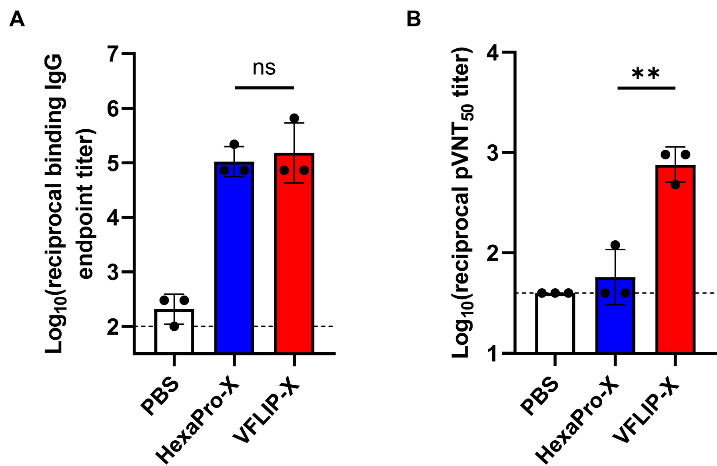 A
Log10(reciprocal binding IgG
endpoint titer)
7
6
5
4
3
2
ns
PBS
HexaPro-X
VFLIP-X
B
Log10(reciprocal pVNT50 titer)
4
3
2
1
**
PBS
HexaPro-X
VFLIP-X